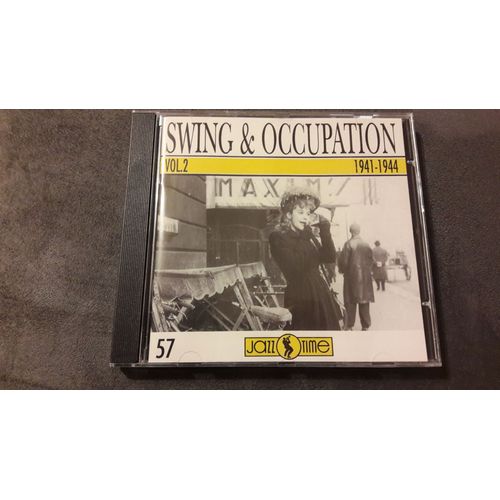 SWING & OCCUPATION
VOL.2 1941-1944
MAXIM'
57
JAZZ TIME